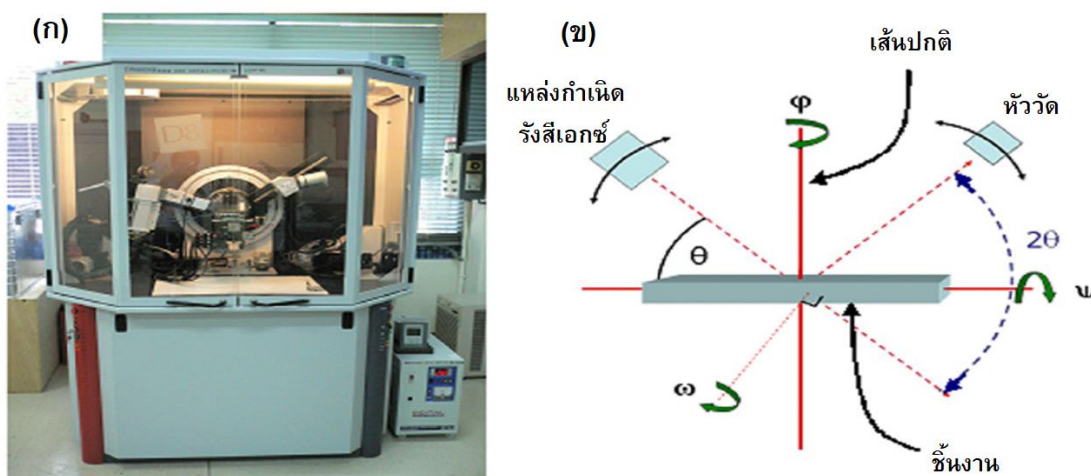 (ก)
D8
(ข)
เส้นปกติ
แหล่งกำเนิด
รังสีเอกซ์
φ
หัววัด
θ
2θ
ψ
ω
ชิ้นงาน